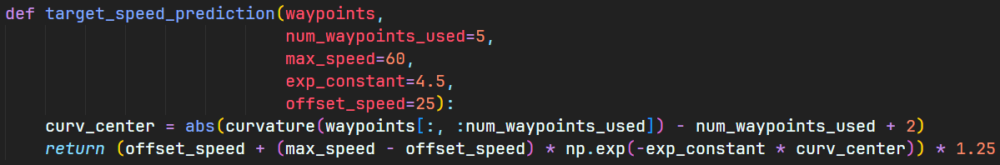 def target_speed_prediction(waypoints,
                            num_waypoints_used=5,
                            max_speed=60,
                            exp_constant=4.5,
                            offset_speed=25):
    curv_center = abs(curvature(waypoints[:, :num_waypoints_used]) - num_waypoints_used + 2)
    return (offset_speed + (max_speed - offset_speed) * np.exp(-exp_constant * curv_center)) * 1.25